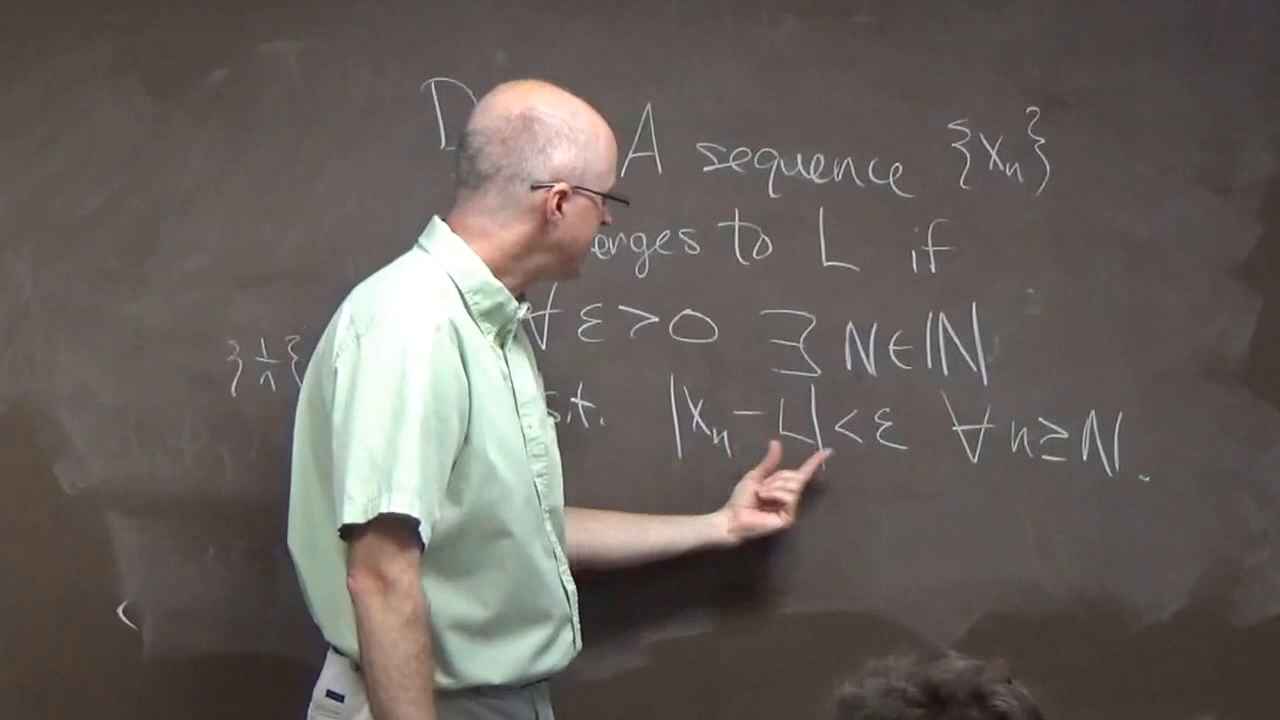 A sequence {xₙ}
erges to L if
∀ ε>0 ∃ N∈ℕ
{1/n}
s.t. |xₙ-L|<ε ∀ n≥N.